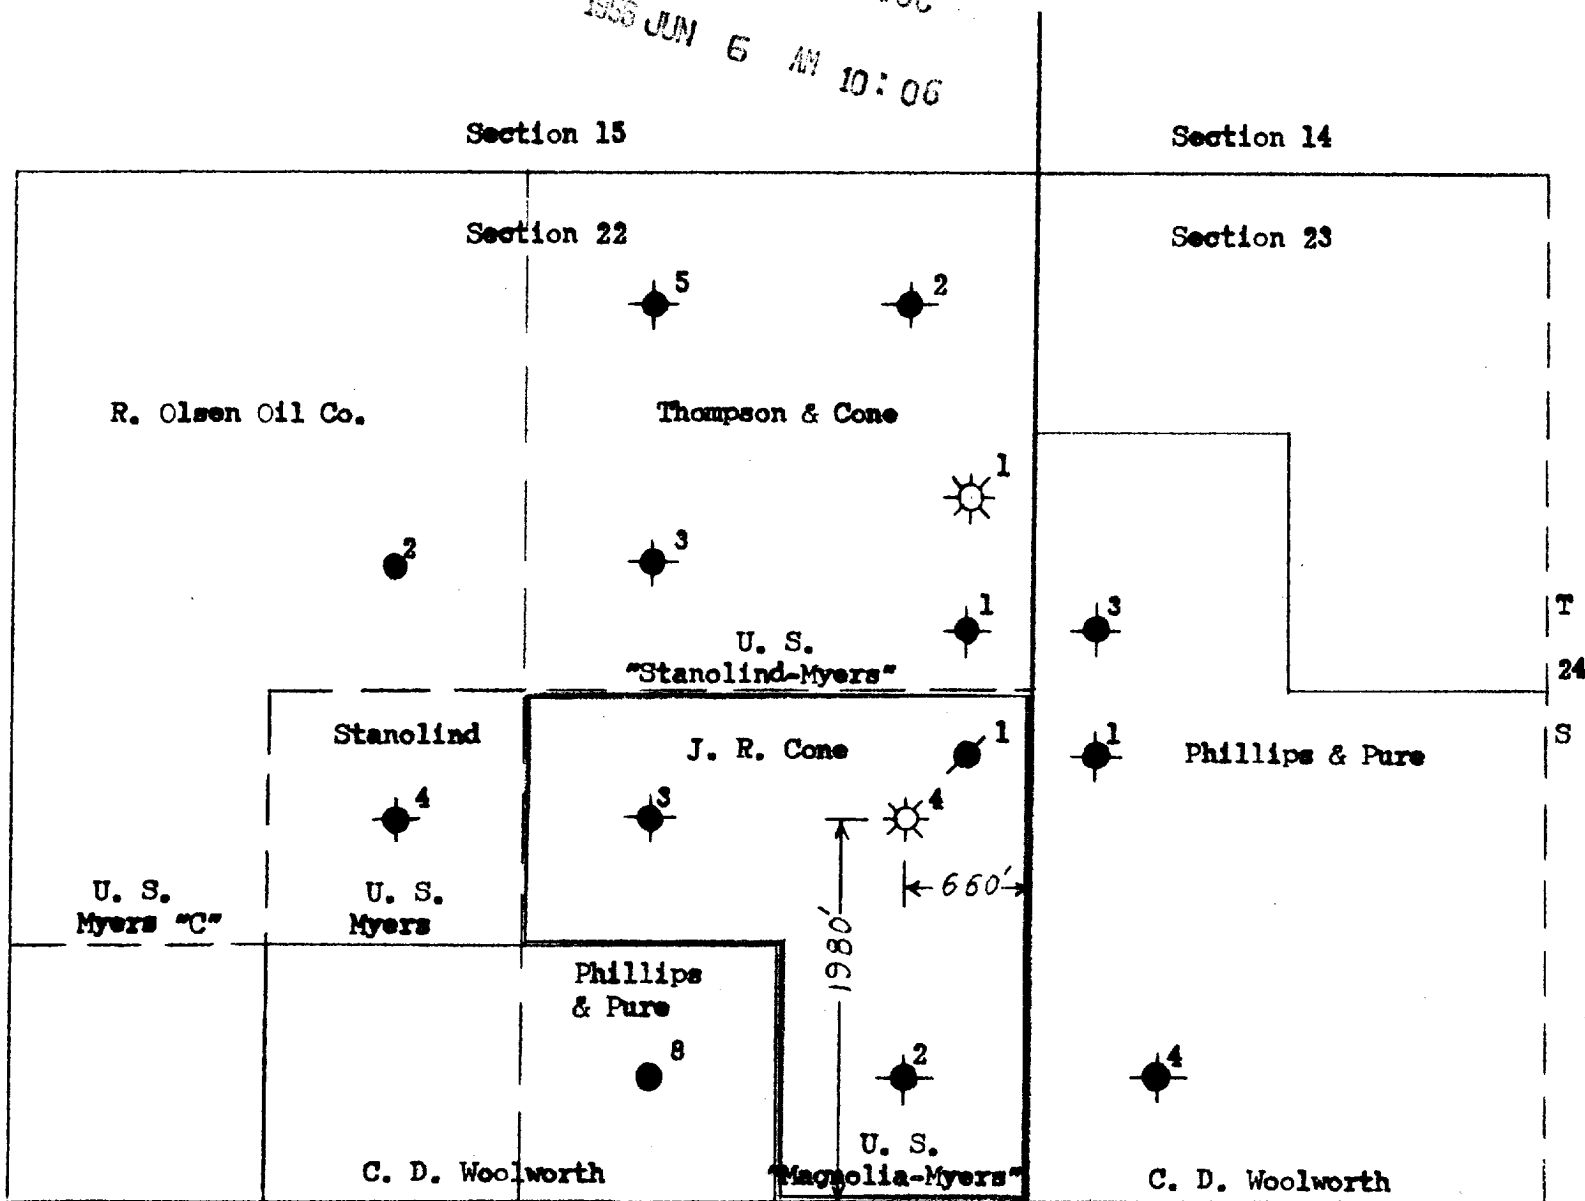 1956 JUN 6 AM 10:06
Section 15
Section 14
Section 22
Section 23
5
2
R. Olsen Oil Co.
Thompson & Cone
1
2
3
1
3
T
24
S
U. S.
"Stanolind-Myers"
Stanolind
J. R. Cone
1
1
Phillips & Pure
4
3
4
660'
1980'
U. S.
Myers "C"
U. S.
Myers
Phillips
& Pure
8
2
4
U. S.
"Magnolia-Myers"
C. D. Woolworth
C. D. Woolworth